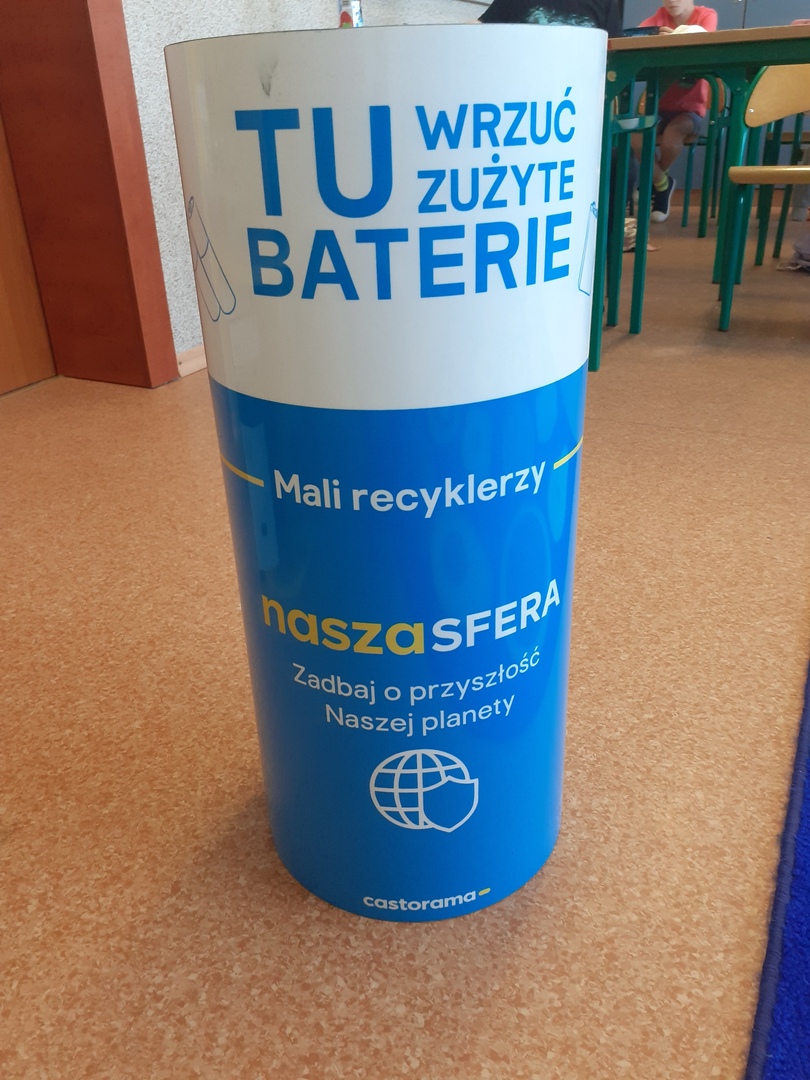 TU WRZUĆ
ZUŻYTE
BATERIE
Mali recyklerzy
naszaSFERA
Zadbaj o przyszłość
Naszej planety
castorama